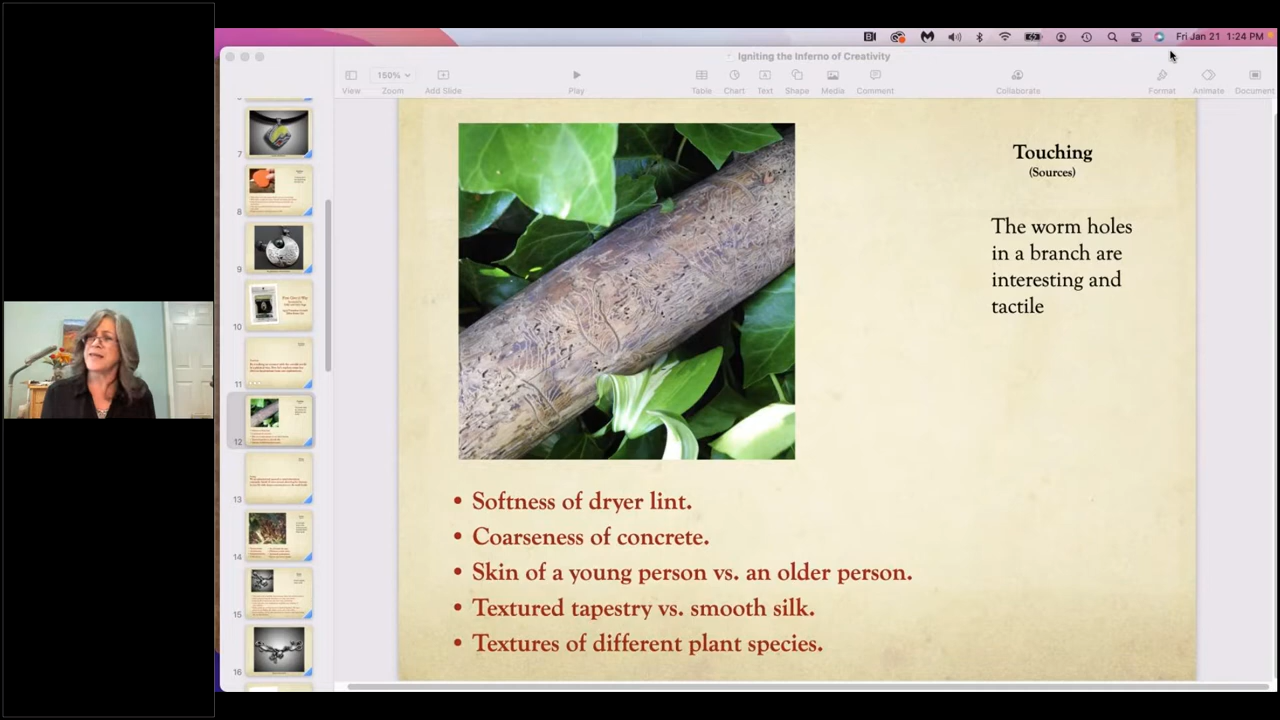 Fri Jan 21 1:24 PM
Igniting the Inferno of Creativity
150%
View
Zoom
Add Slide
Play
Table
Chart
Text
Shape
Media
Comment
Collaborate
Format
Animate
Document
7
8
9
10
11
12
13
14
15
16
Touching
(Sources)
The worm holes
in a branch are
interesting and
tactile
• Softness of dryer lint.
• Coarseness of concrete.
• Skin of a young person vs. an older person.
• Textured tapestry vs. smooth silk.
• Textures of different plant species.